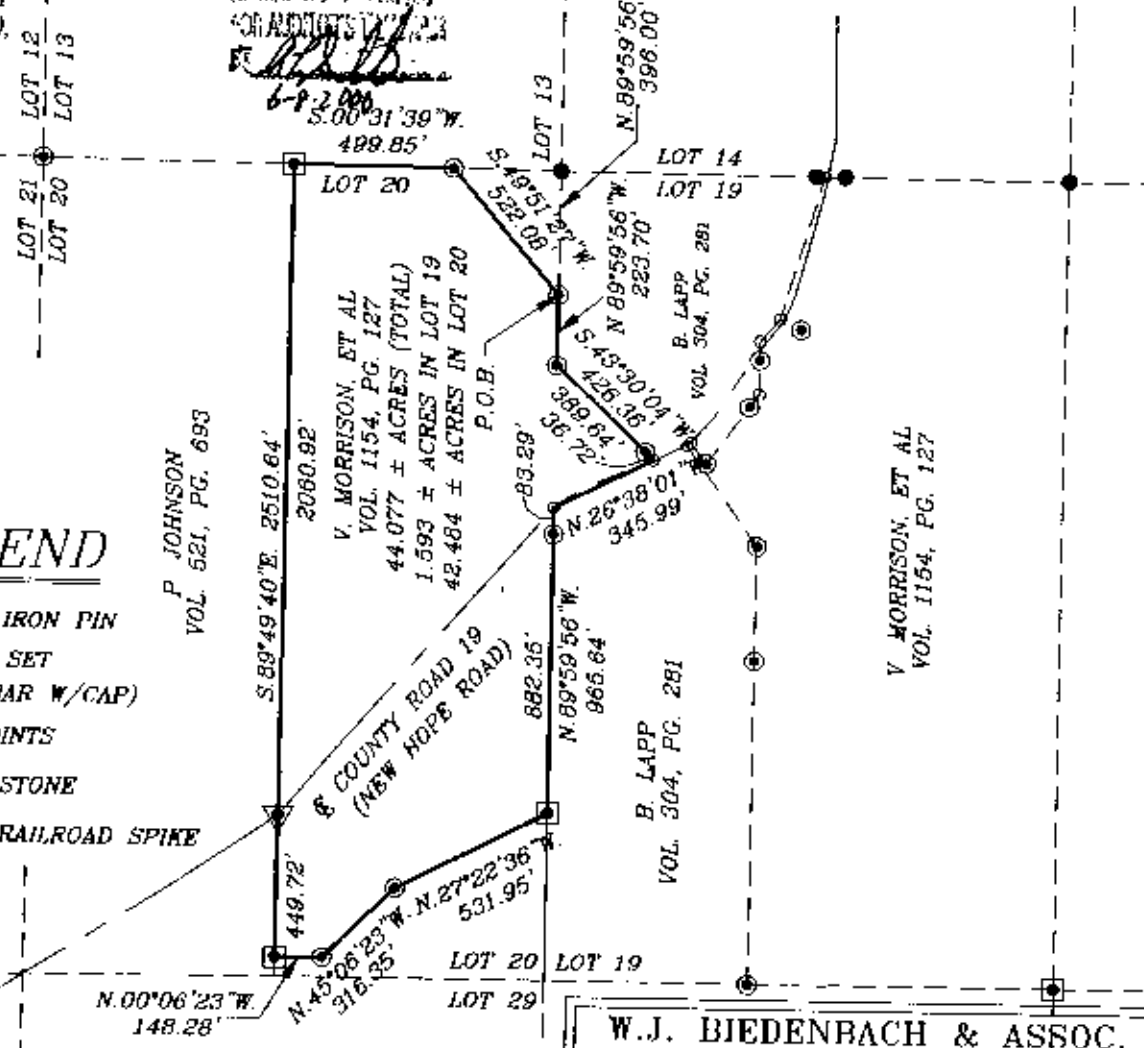 LOT 12
LOT 13
LOT 21
LOT 20
FOR AUDITOR'S
6-8-2000
S.00°31'39"W.
499.85'
LOT 20
LOT 13
N.89°59'56"
396.00'
LOT 14
LOT 19
S.49°51'27"W.
522.08'
N.89°59'56"W.
223.70'
B. LAPP
VOL. 304, PG. 281
S.43°30'04"W.
426.36'
389.64'
36.72'
V. MORRISON, ET AL
VOL. 1154, PG. 127
44.077 ± ACRES (TOTAL)
1.593 ± ACRES IN LOT 19
42.484 ± ACRES IN LOT 20
P.O.B.
P JOHNSON
VOL. 521, PG. 693
S.89°49'40"E. 2510.64'
2060.92'
83.29'
N.26°38'01"
345.99'
END
IRON PIN
SET
BAR W/CAP)
INTS
STONE
RAILROAD SPIKE
℄ COUNTY ROAD 19
(NEW HOPE ROAD)
882.35'
N.89°59'56"W.
965.64'
B. LAPP
VOL. 304, PG. 281
V MORRISON, ET AL
VOL. 1154, PG. 127
449.72'
N.27°22'36"W.
531.95'
N.45°06'23"W.
316.35'
N.00°06'23"W.
148.28'
LOT 20
LOT 19
LOT 29
W.J. BIEDENBACH & ASSOC.